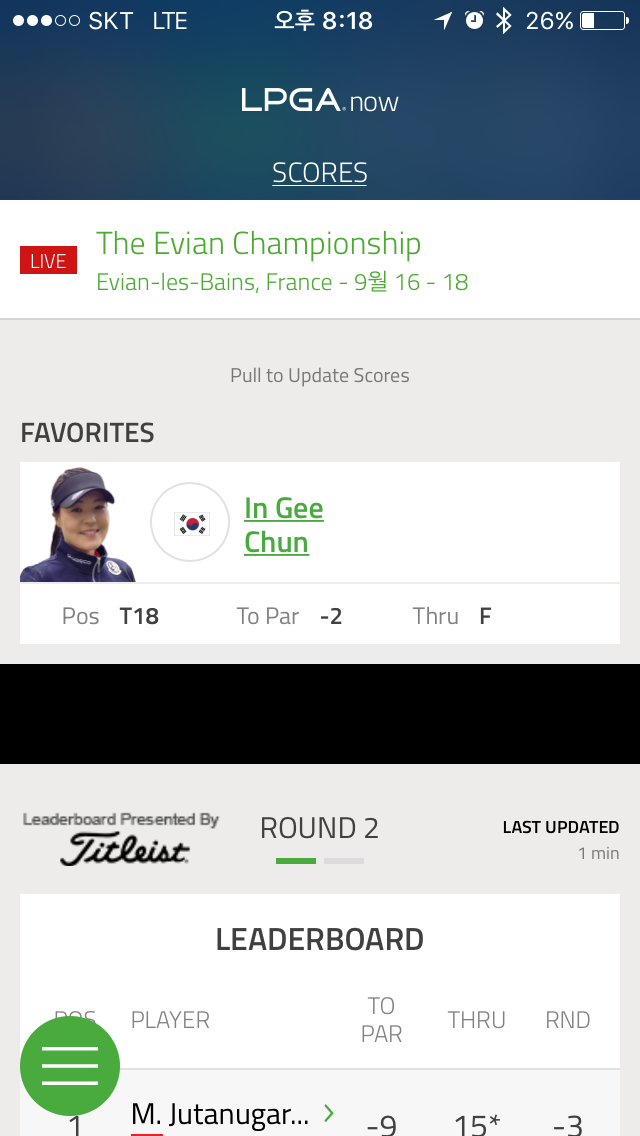 SKT LTE 오후 8:18 26%
LPGA now
SCORES
LIVE
The Evian Championship
Evian-les-Bains, France - 9월 16 - 18
Pull to Update Scores
FAVORITES
In Gee
Chun
Pos T18 To Par -2 Thru F
Leaderboard Presented By
Titleist
ROUND 2
LAST UPDATED
1 min
LEADERBOARD
POS PLAYER TO PAR THRU RND
1 M. Jutanugar... -9 15* -3